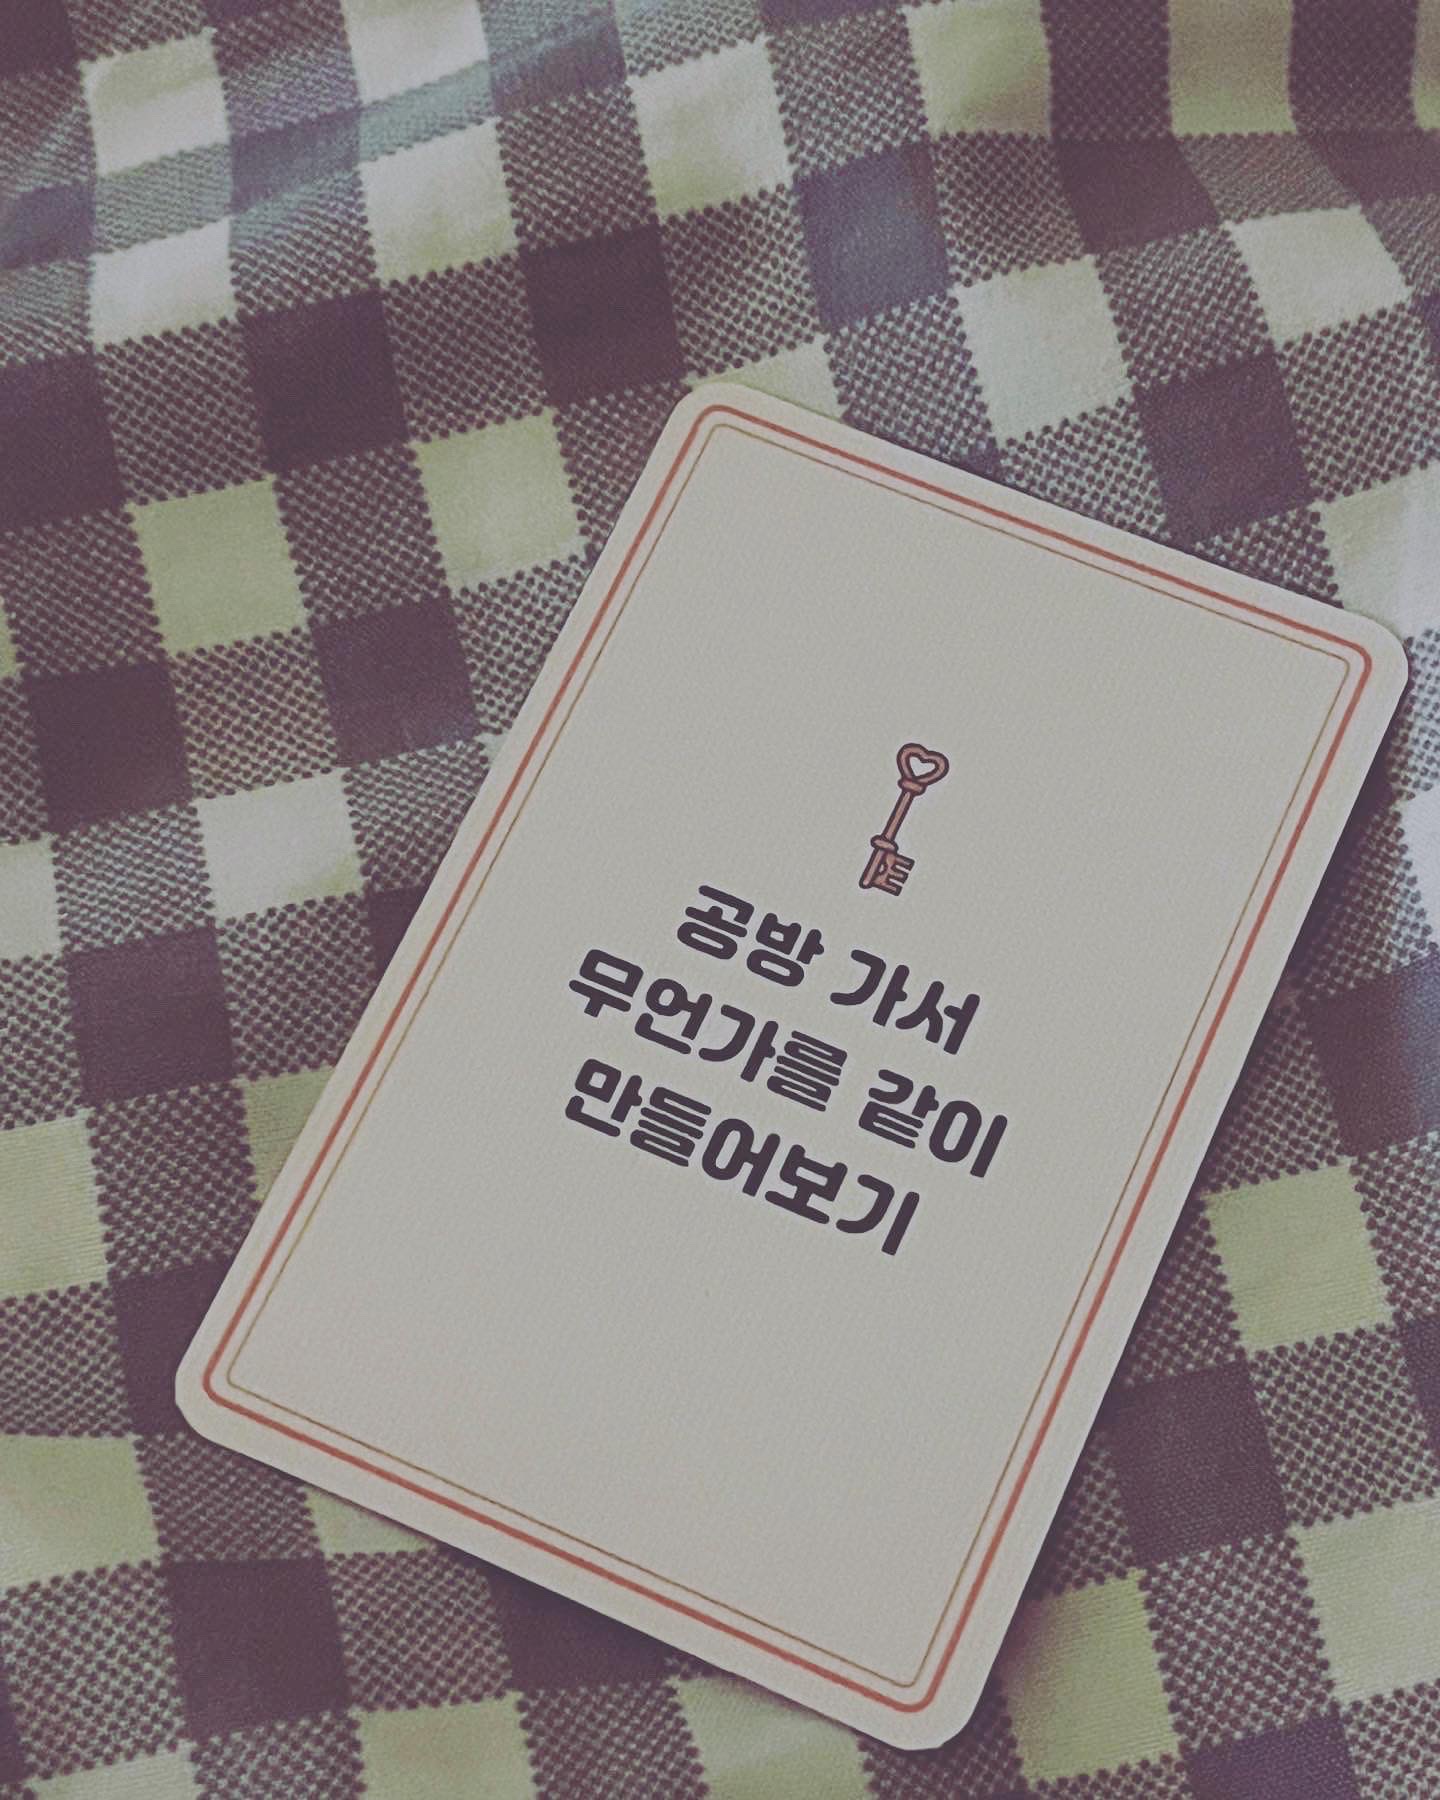 공방 가서
무언가를 같이
만들어보기